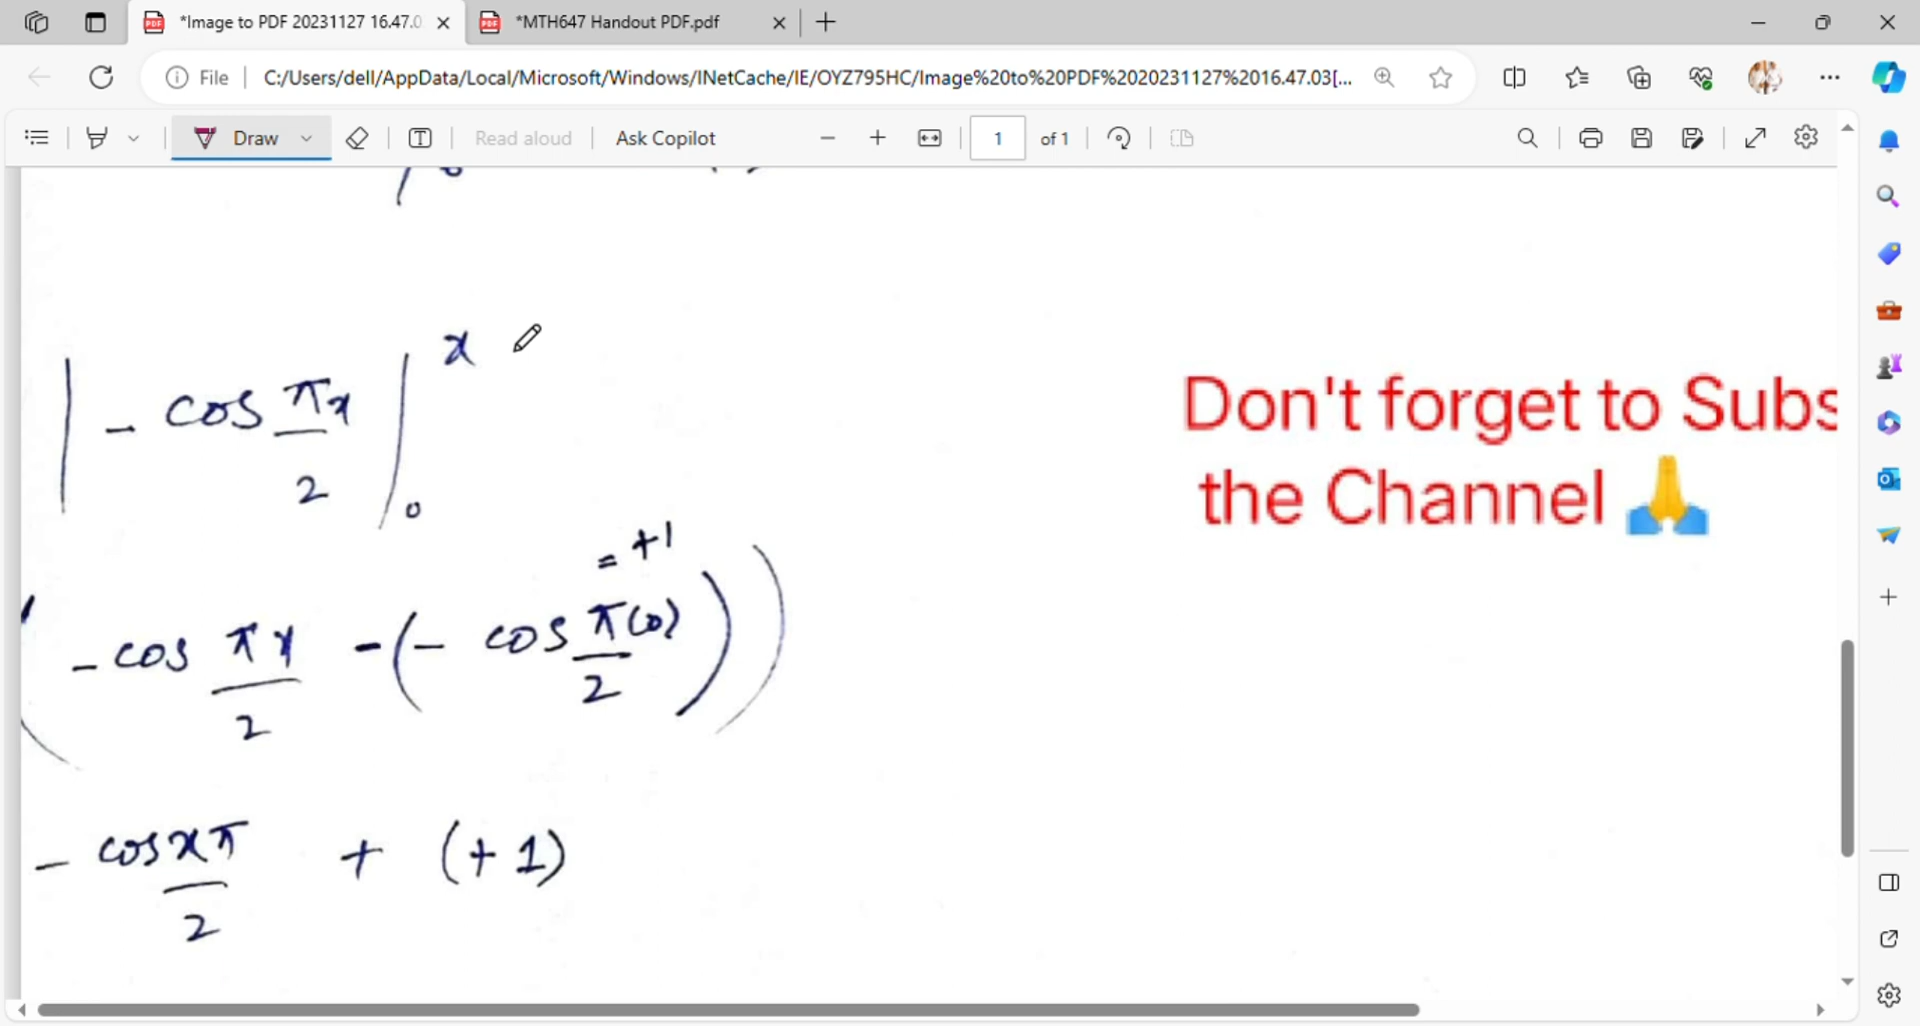 *Image to PDF 20231127 16.47.0
*MTH647 Handout PDF.pdf
File
C:/Users/dell/AppData/Local/Microsoft/Windows/INetCache/IE/OYZ795HC/Image%20to%20PDF%2020231127%2016.47.03[...
Draw
Read aloud
Ask Copilot
1 of 1
| - cos πx/2 |₀ˣ
= +1
( - cos πx/2 - ( - cos π(0)/2 ) )
- cos xπ/2 + (+1)
Don't forget to Subs
the Channel 🙏